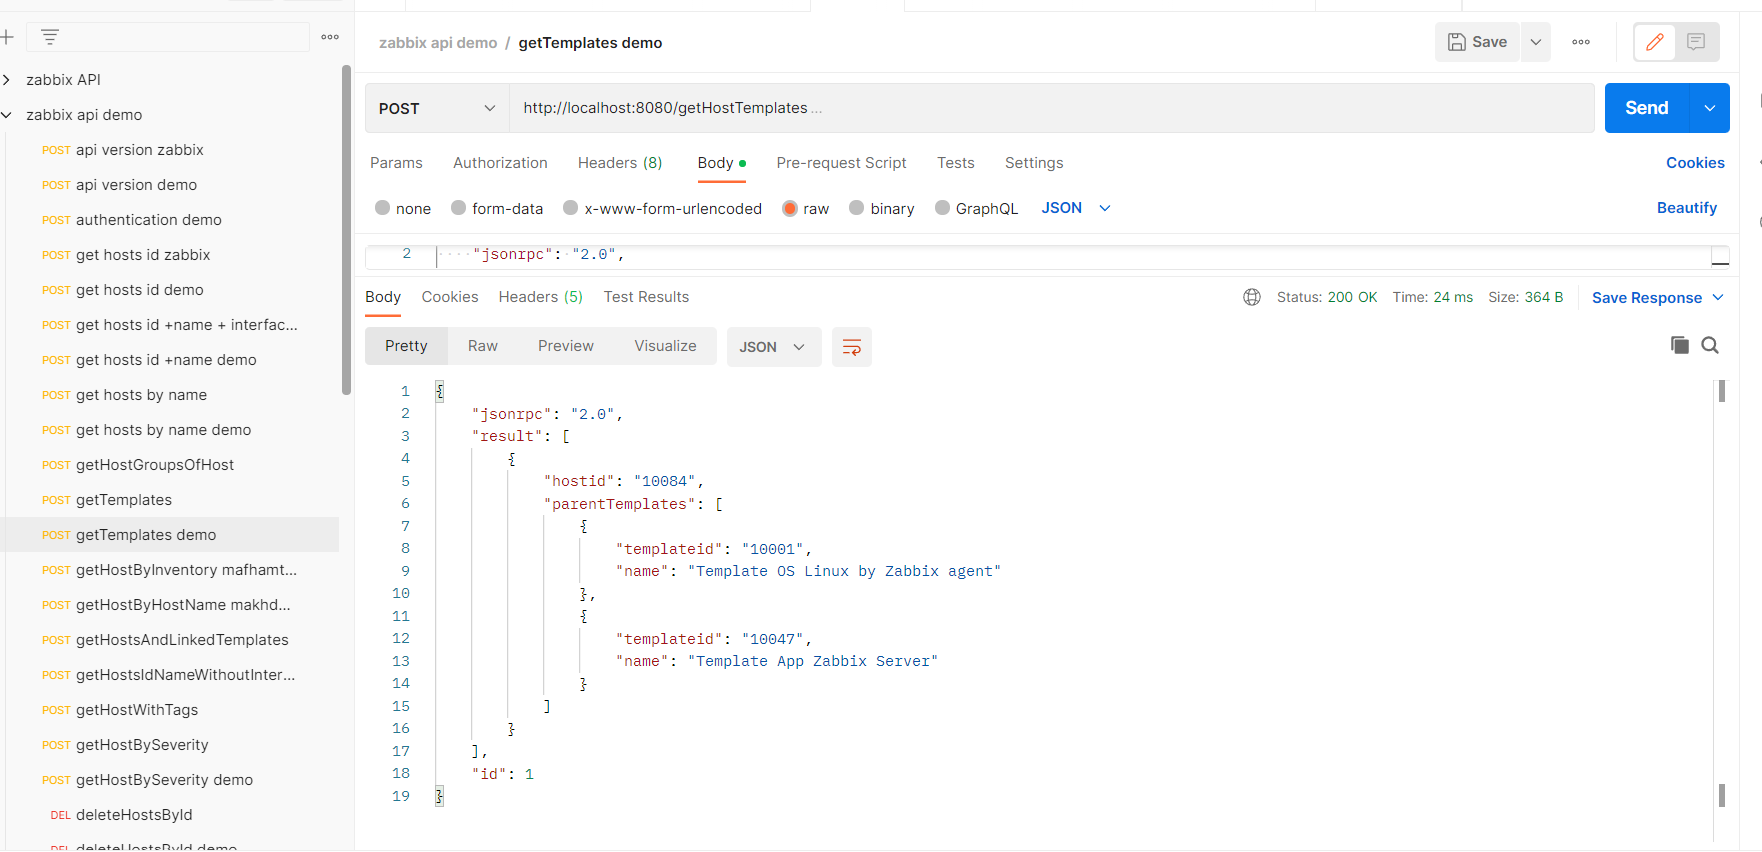 zabbix API
zabbix api demo
POST api version zabbix
POST api version demo
POST authentication demo
POST get hosts id zabbix
POST get hosts id demo
POST get hosts id +name + interfac...
POST get hosts id +name demo
POST get hosts by name
POST get hosts by name demo
POST getHostGroupsOfHost
POST getTemplates
POST getTemplates demo
POST getHostByInventory mafhamt...
POST getHostByHostName makhd...
POST getHostsAndLinkedTemplates
POST getHostsIdNameWithoutInter...
POST getHostWithTags
POST getHostBySeverity
POST getHostBySeverity demo
DEL deleteHostsById
DEL deleteHostsById demo
zabbix api demo / getTemplates demo
Save
POST http://localhost:8080/getHostTemplates ...
Send
Params Authorization Headers (8) Body Pre-request Script Tests Settings Cookies
none form-data x-www-form-urlencoded raw binary GraphQL JSON Beautify
2 ····"jsonrpc":·"2.0",
Body Cookies Headers (5) Test Results Status: 200 OK Time: 24 ms Size: 364 B Save Response
Pretty Raw Preview Visualize JSON
1 {
2 "jsonrpc": "2.0",
3 "result": [
4 {
5 "hostid": "10084",
6 "parentTemplates": [
7 {
8 "templateid": "10001",
9 "name": "Template OS Linux by Zabbix agent"
10 },
11 {
12 "templateid": "10047",
13 "name": "Template App Zabbix Server"
14 }
15 ]
16 }
17 ],
18 "id": 1
19 }